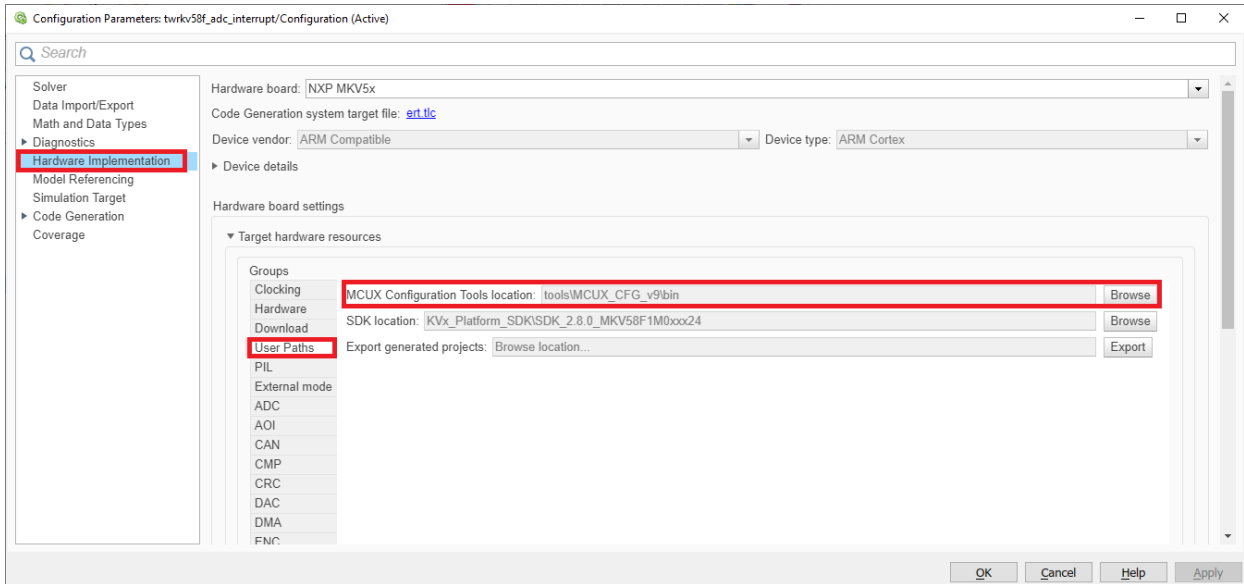 Configuration Parameters: twrkv58f_adc_interrupt/Configuration (Active)
Search
Solver
Data Import/Export
Math and Data Types
Diagnostics
Hardware Implementation
Model Referencing
Simulation Target
Code Generation
Coverage
Hardware board: NXP MKV5x
Code Generation system target file: ert.tlc
Device vendor: ARM Compatible Device type: ARM Cortex
Device details
Hardware board settings
Target hardware resources
Groups
Clocking
Hardware
Download
User Paths
PIL
External mode
ADC
AOI
CAN
CMP
CRC
DAC
DMA
ENC
MCUX Configuration Tools location: tools\MCUX_CFG_v9\bin Browse
SDK location: KVx_Platform_SDK\SDK_2.8.0_MKV58F1M0xxx24 Browse
Export generated projects: Browse location... Export
OK Cancel Help Apply